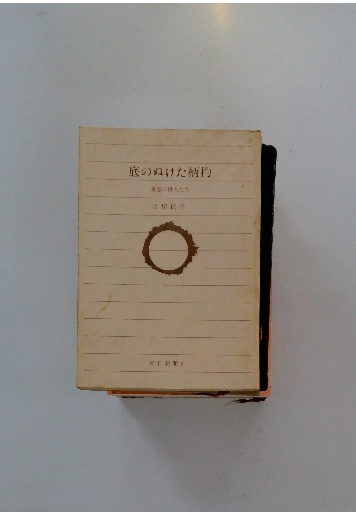 底のぬけた柄杓
憂愁の俳人たち
吉屋信子
朝日新聞社